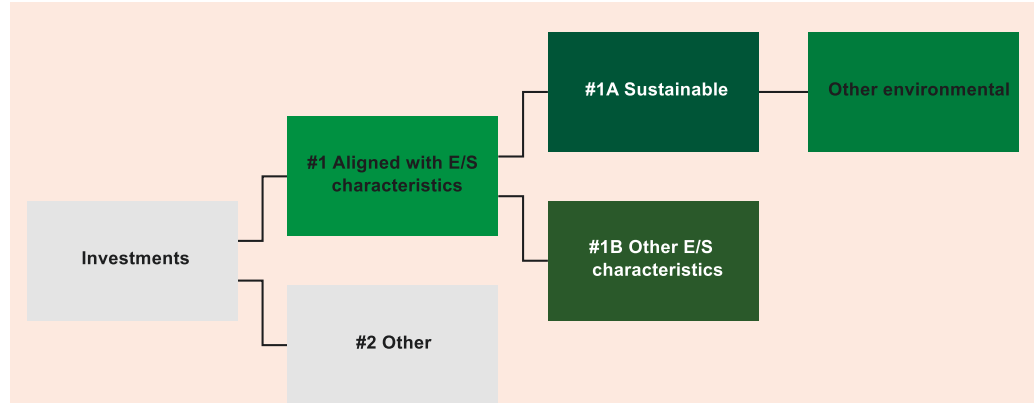 #1A Sustainable
Other environmental
#1 Aligned with E/S
characteristics
Investments
#1B Other E/S
characteristics
#2 Other